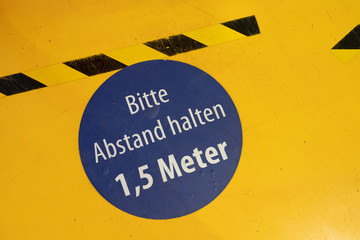 Bitte
Abstand halten
1,5 Meter